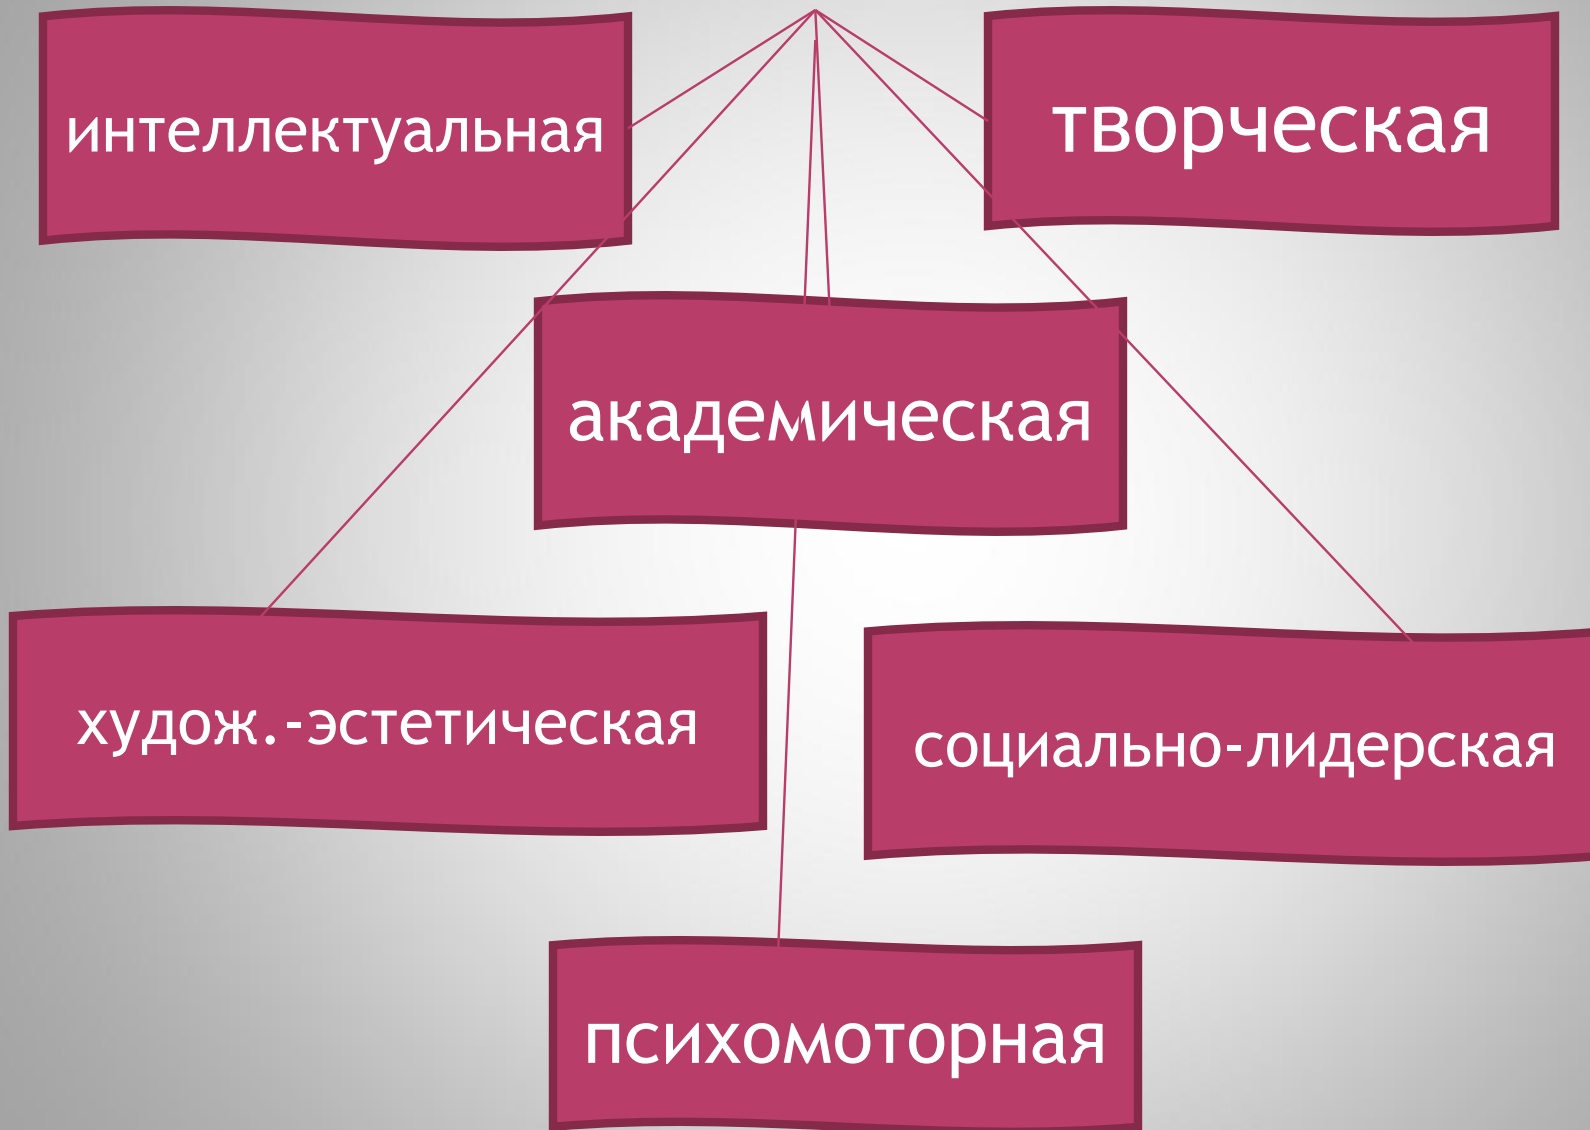 интеллектуальная
творческая
академическая
худож.-эстетическая
социально-лидерская
психомоторная